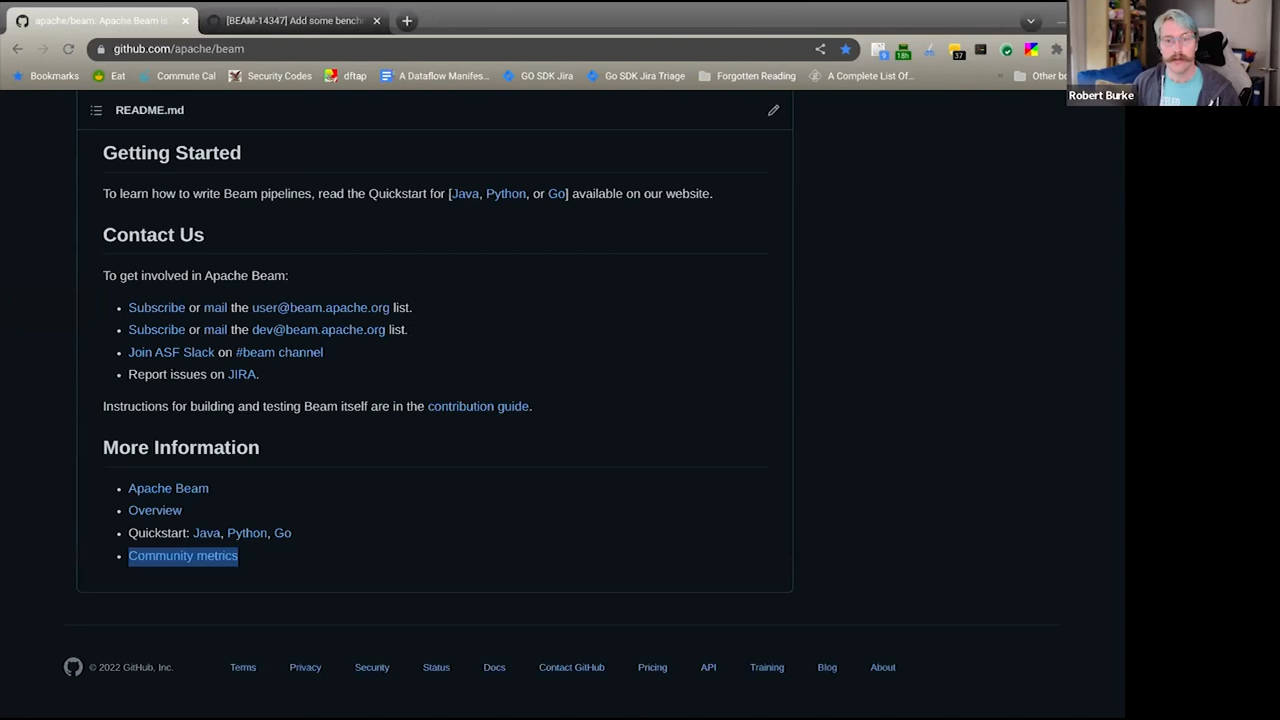 apache/beam: Apache Beam is
[BEAM-14347] Add some bench
github.com/apache/beam
9
18h
37
Bookmarks
Eat
Commute Cal
Security Codes
dftap
A Dataflow Manifes...
GO SDK Jira
Go SDK Jira Triage
Forgotten Reading
A Complete List Of...
»
Other bo
Robert Burke
README.md
Getting Started
To learn how to write Beam pipelines, read the Quickstart for [Java, Python, or Go] available on our website.
Contact Us
To get involved in Apache Beam:
• Subscribe or mail the user@beam.apache.org list.
• Subscribe or mail the dev@beam.apache.org list.
• Join ASF Slack on #beam channel
• Report issues on JIRA.
Instructions for building and testing Beam itself are in the contribution guide.
More Information
• Apache Beam
• Overview
• Quickstart: Java, Python, Go
• Community metrics
© 2022 GitHub, Inc.
Terms
Privacy
Security
Status
Docs
Contact GitHub
Pricing
API
Training
Blog
About